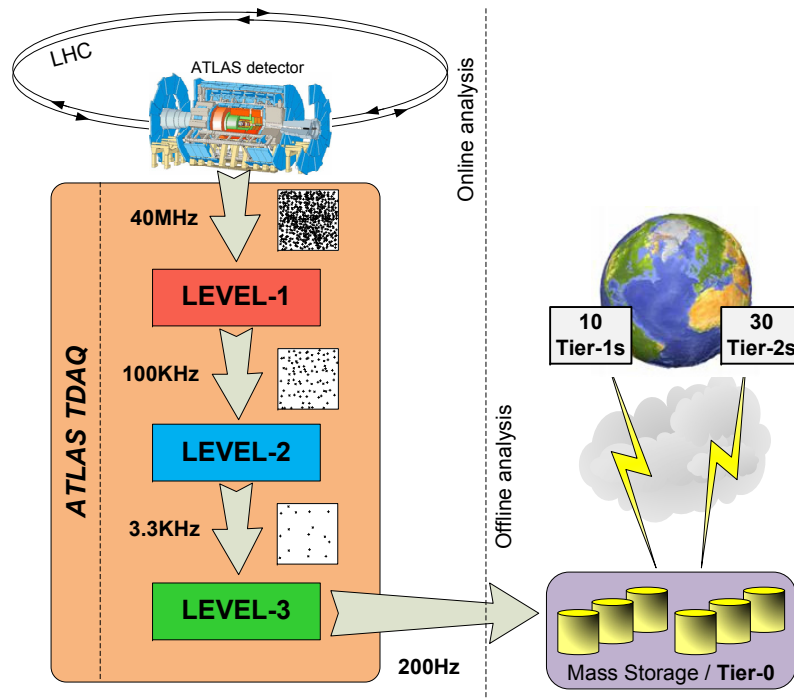 LHC
ATLAS detector
Online analysis
40MHz
LEVEL-1
100KHz
LEVEL-2
3.3KHz
LEVEL-3
200Hz
ATLAS TDAQ
Offline analysis
10
Tier-1s
30
Tier-2s
Mass Storage / Tier-0